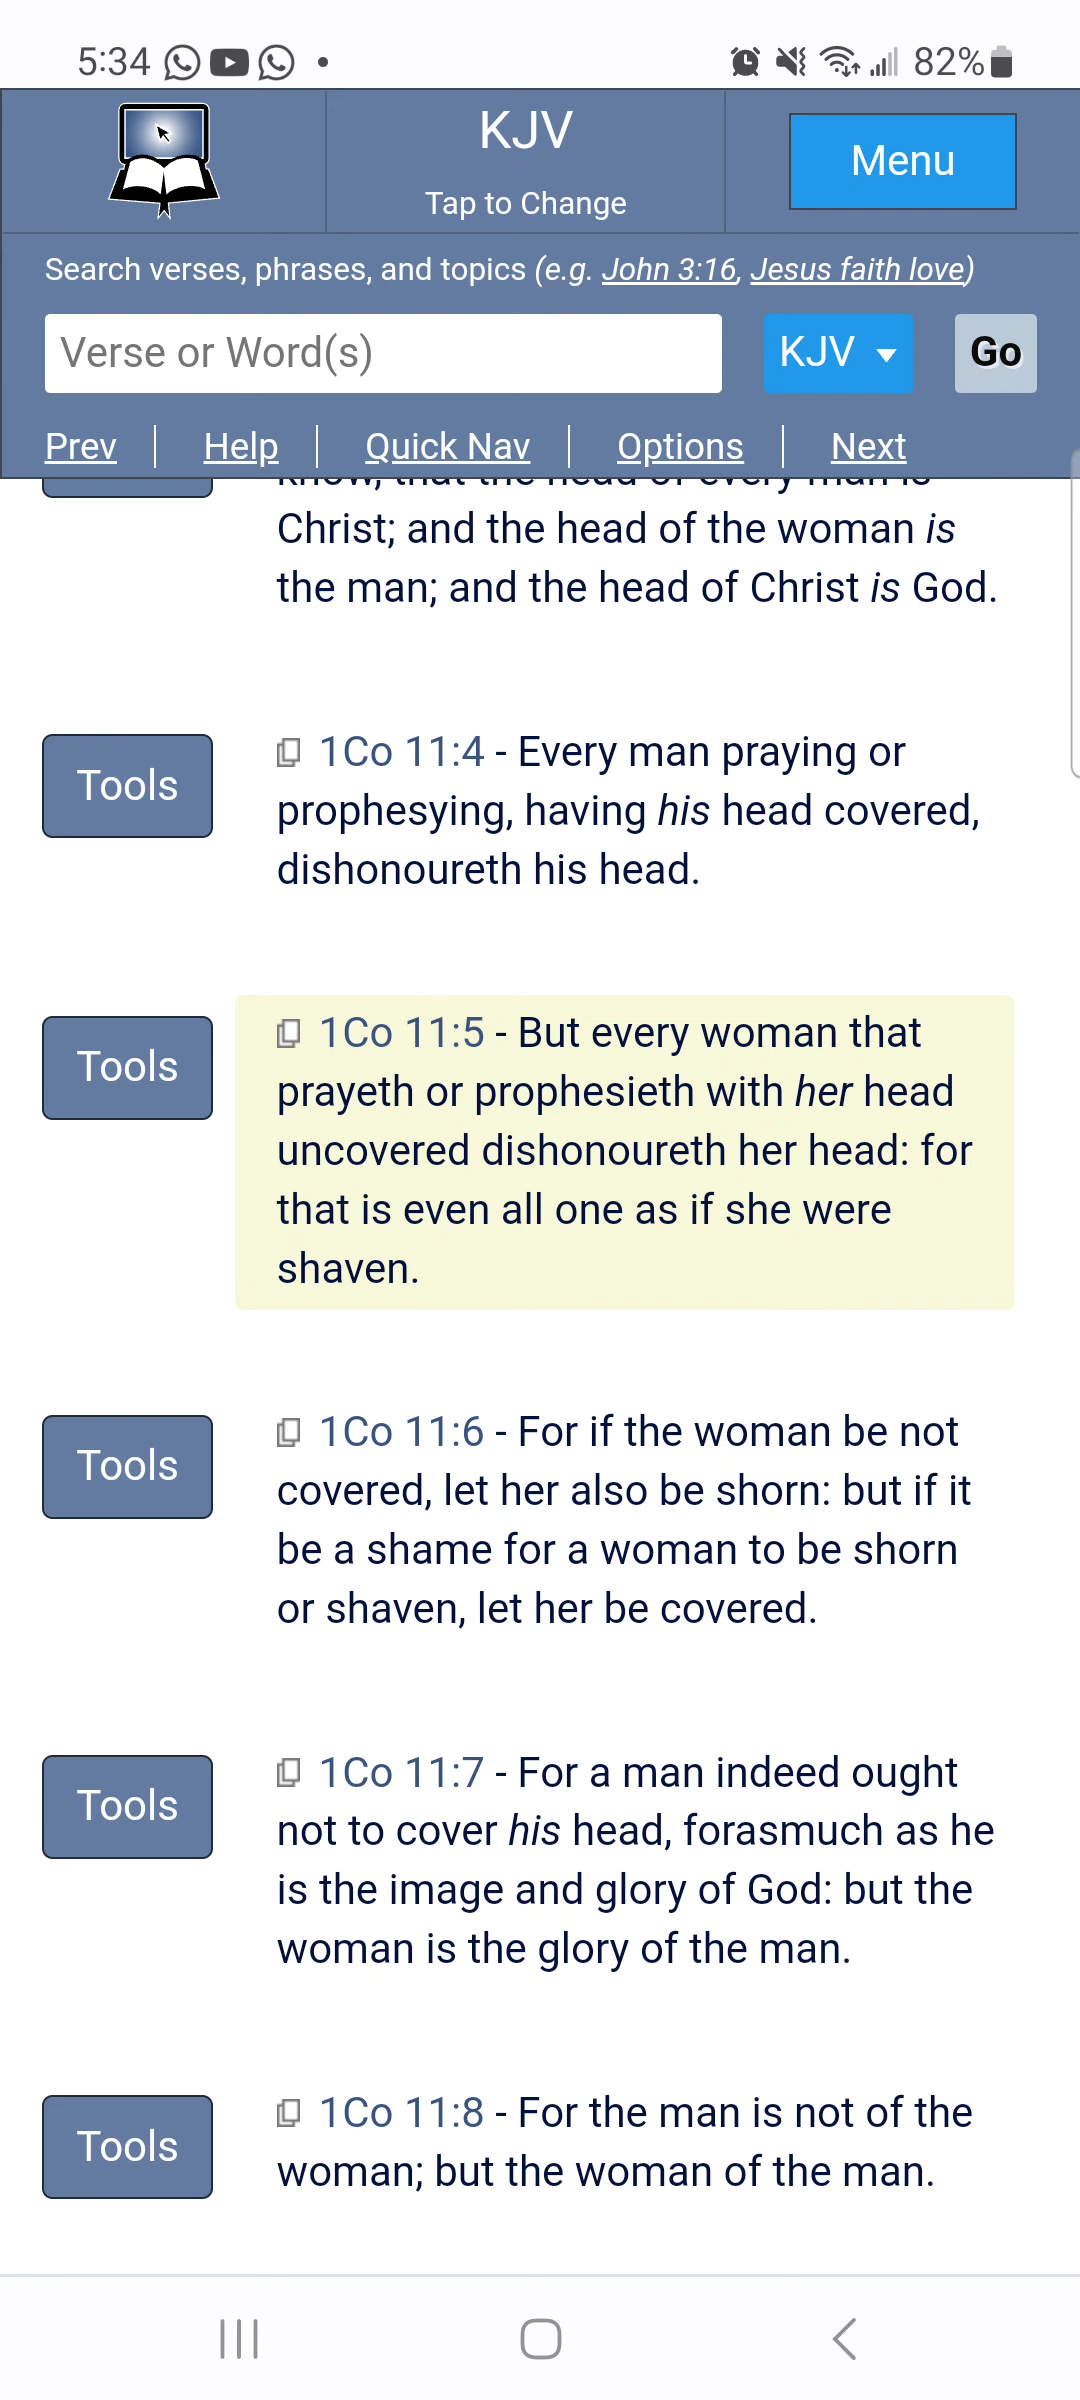 5:34
82%
KJV
Tap to Change
Menu
Search verses, phrases, and topics (e.g. John 3:16, Jesus faith love)
Verse or Word(s)
KJV
Go
Prev
Help
Quick Nav
Options
Next
know, that the head of every man is
Christ; and the head of the woman is
the man; and the head of Christ is God.
Tools
1Co 11:4 - Every man praying or
prophesying, having his head covered,
dishonoureth his head.
Tools
1Co 11:5 - But every woman that
prayeth or prophesieth with her head
uncovered dishonoureth her head: for
that is even all one as if she were
shaven.
Tools
1Co 11:6 - For if the woman be not
covered, let her also be shorn: but if it
be a shame for a woman to be shorn
or shaven, let her be covered.
Tools
1Co 11:7 - For a man indeed ought
not to cover his head, forasmuch as he
is the image and glory of God: but the
woman is the glory of the man.
Tools
1Co 11:8 - For the man is not of the
woman; but the woman of the man.